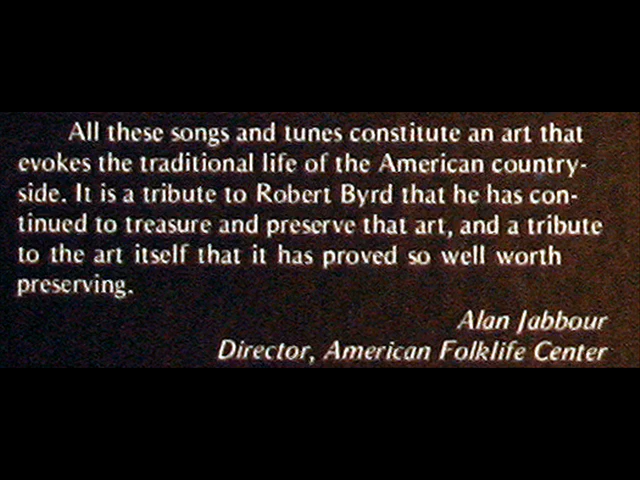 All these songs and tunes constitute an art that
evokes the traditional life of the American country-
side. It is a tribute to Robert Byrd that he has con-
tinued to treasure and preserve that art, and a tribute
to the art itself that it has proved so well worth
preserving.
Alan Jabbour
Director, American Folklife Center